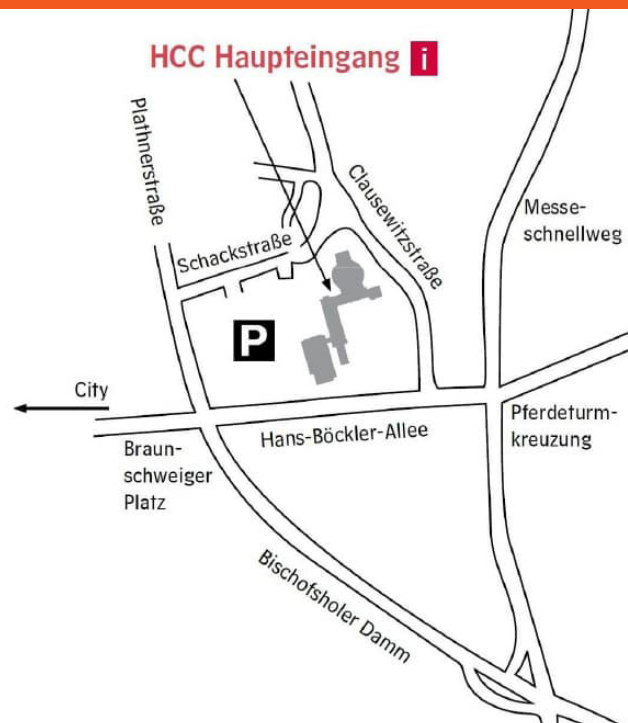 HCC Haupteingang i
Plathnerstraße
Clausewitzstraße
Messe-
schnellweg
Schackstraße
P
City
Hans-Böckler-Allee
Pferdeturm-
kreuzung
Braun-
schweiger
Platz
Bischofsholer Damm